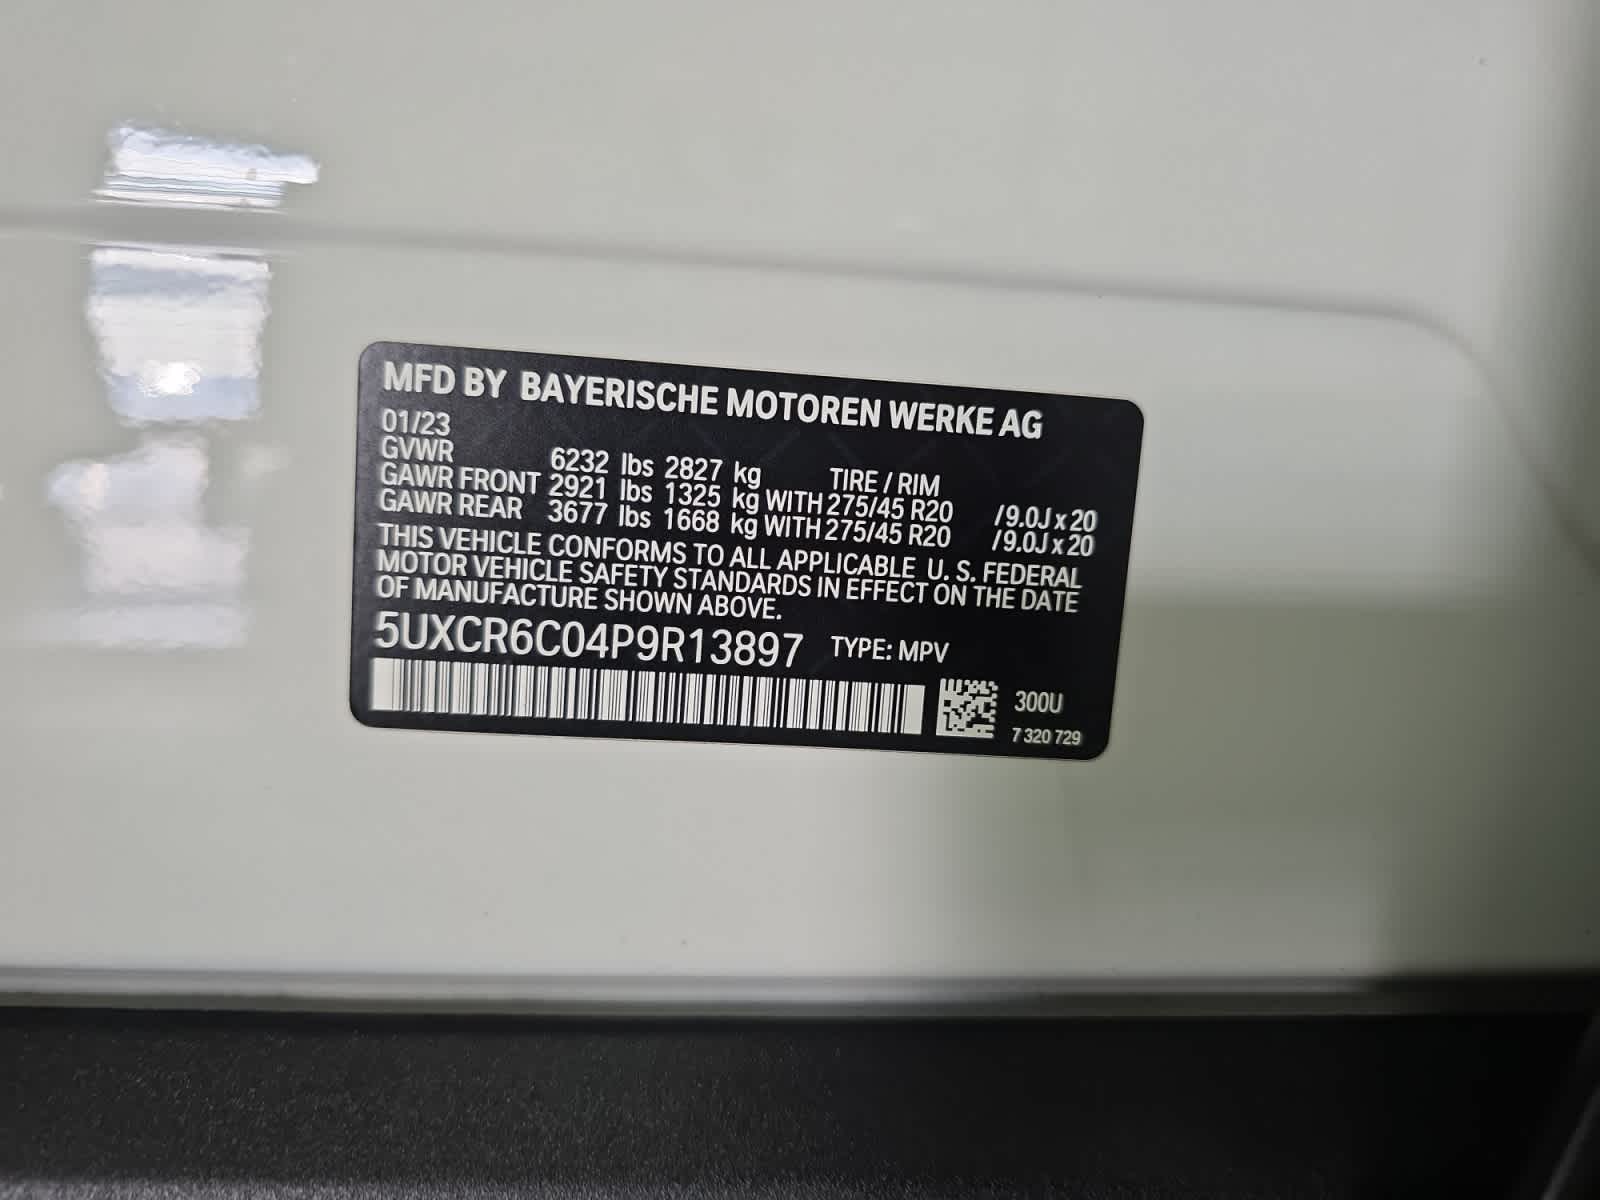 MFD BY BAYERISCHE MOTOREN WERKE AG
01/23
GVWR 6232 lbs 2827 kg TIRE / RIM
GAWR FRONT 2921 lbs 1325 kg WITH 275/45 R20 /9.0J x 20
GAWR REAR 3677 lbs 1668 kg WITH 275/45 R20 /9.0J x 20
THIS VEHICLE CONFORMS TO ALL APPLICABLE U. S. FEDERAL
MOTOR VEHICLE SAFETY STANDARDS IN EFFECT ON THE DATE
OF MANUFACTURE SHOWN ABOVE.
5UXCR6C04P9R13897 TYPE: MPV
300U
7 320 729